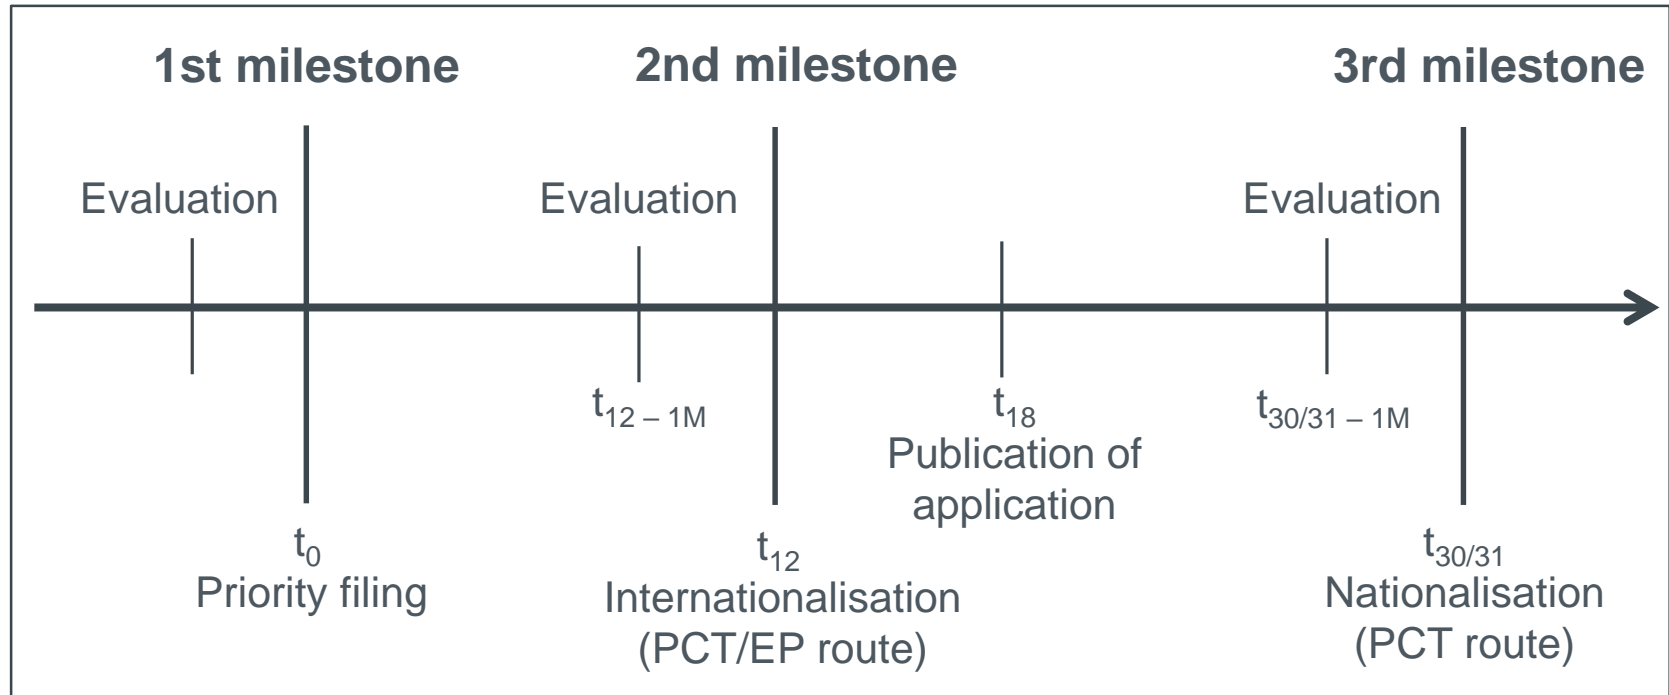 1st milestone
2nd milestone
3rd milestone
Evaluation
Evaluation
Evaluation
t12 – 1M
t18
Publication of
application
t30/31 – 1M
t0
Priority filing
t12
Internationalisation
(PCT/EP route)
t30/31
Nationalisation
(PCT route)